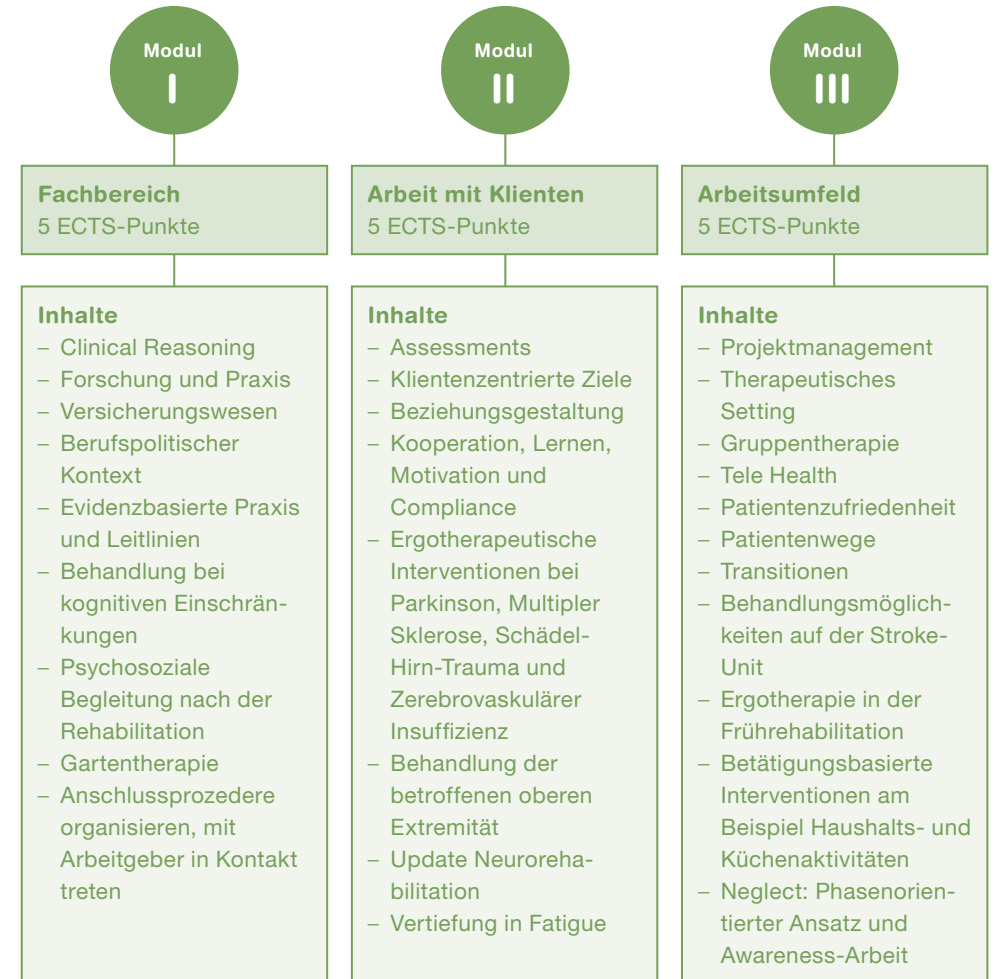 Modul
I
Fachbereich
5 ECTS-Punkte
Inhalte
– Clinical Reasoning
– Forschung und Praxis
– Versicherungswesen
– Berufspolitischer
Kontext
– Evidenzbasierte Praxis
und Leitlinien
– Behandlung bei
kognitiven Einschrän-
kungen
– Psychosoziale
Begleitung nach der
Rehabilitation
– Gartentherapie
– Anschlussprozedere
organisieren, mit
Arbeitgeber in Kontakt
treten
Modul
II
Arbeit mit Klienten
5 ECTS-Punkte
Inhalte
– Assessments
– Klientenzentrierte Ziele
– Beziehungsgestaltung
– Kooperation, Lernen,
Motivation und
Compliance
– Ergotherapeutische
Interventionen bei
Parkinson, Multipler
Sklerose, Schädel-
Hirn-Trauma und
Zerebrovaskulärer
Insuffizienz
– Behandlung der
betroffenen oberen
Extremität
– Update Neuroreha-
bilitation
– Vertiefung in Fatigue
Modul
III
Arbeitsumfeld
5 ECTS-Punkte
Inhalte
– Projektmanagement
– Therapeutisches
Setting
– Gruppentherapie
– Tele Health
– Patientenzufriedenheit
– Patientenwege
– Transitionen
– Behandlungsmöglich-
keiten auf der Stroke-
Unit
– Ergotherapie in der
Frührehabilitation
– Betätigungsbasierte
Interventionen am
Beispiel Haushalts- und
Küchenaktivitäten
– Neglect: Phasenorien-
tierter Ansatz und
Awareness-Arbeit